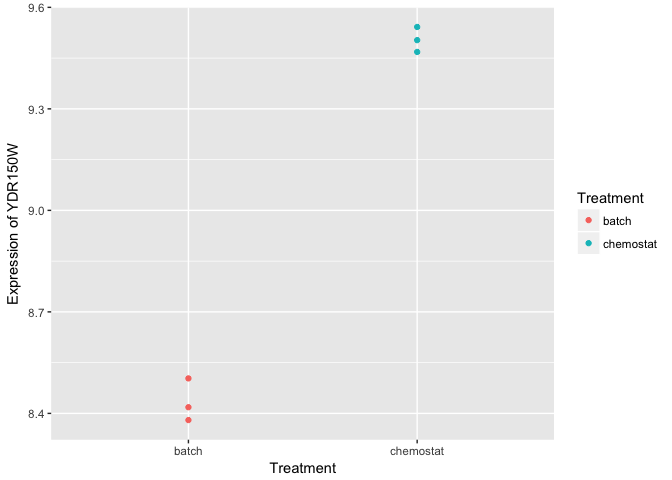 Expression of YDR150W
9.6
9.3
9.0
8.7
8.4
batch
chemostat
Treatment
Treatment
batch
chemostat